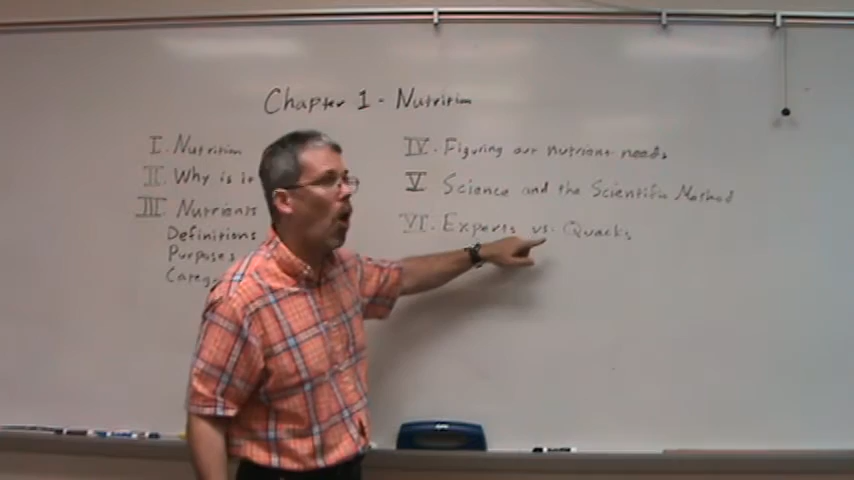 Chapter 1 - Nutrition
I. Nutrition
II. Why is it
III. Nutrients
Definitions
Purposes
Categ
IV. Figuring our nutrient needs
V Science and the Scientific Method
VI. Experts vs. Quacks